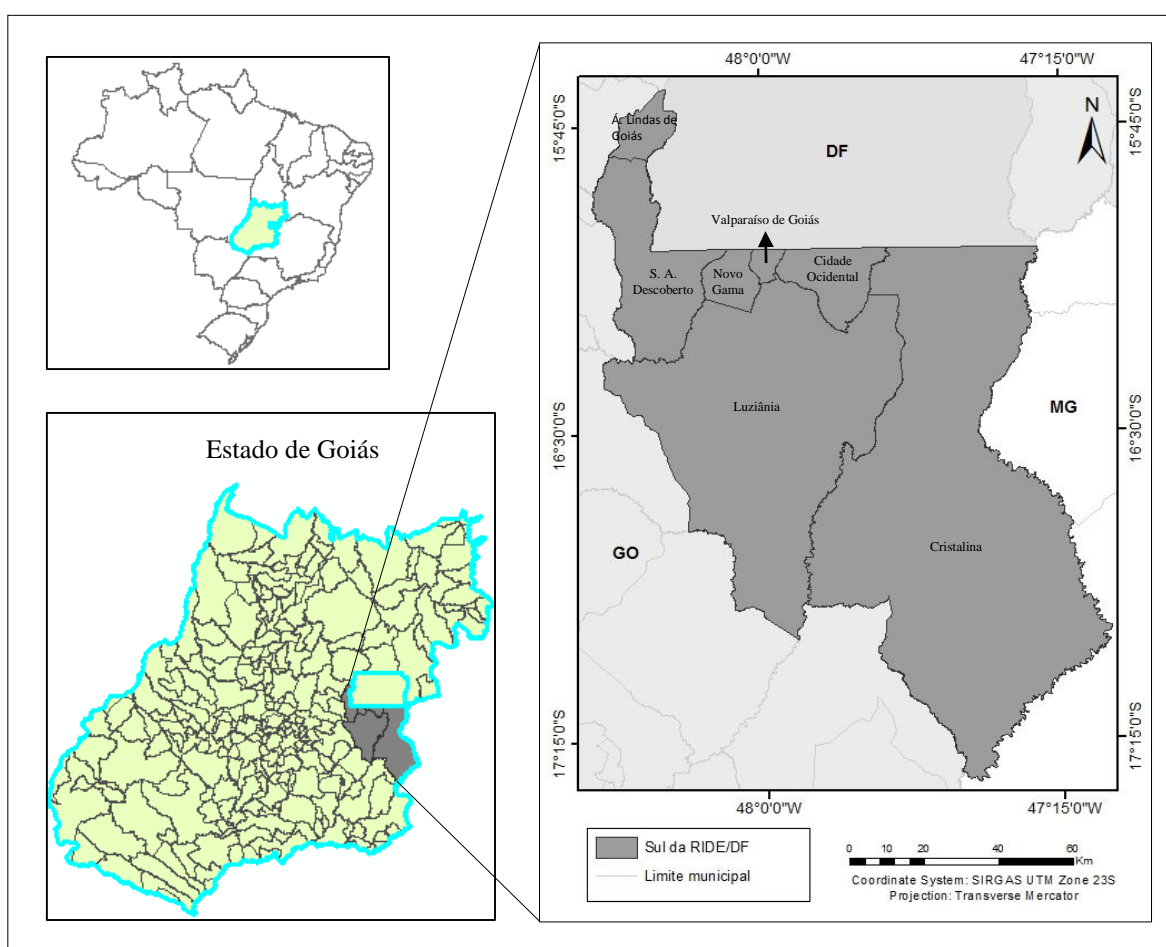 Estado de Goiás
48°0'0"W
47°15'0"W
15°45'0"S
15°45'0"S
N
Á. Lindas de
Goiás
DF
Valparaíso de Goiás
S. A.
Descoberto
Novo
Gama
Cidade
Ocidental
Luziânia
MG
16°30'0"S
16°30'0"S
GO
Cristalina
17°15'0"S
17°15'0"S
48°0'0"W
47°15'0"W
Sul da RIDE/DF
Limite municipal
0 10 20 40 60
Km
Coordinate System: SIRGAS UTM Zone 23S
Projection: Transverse Mercator